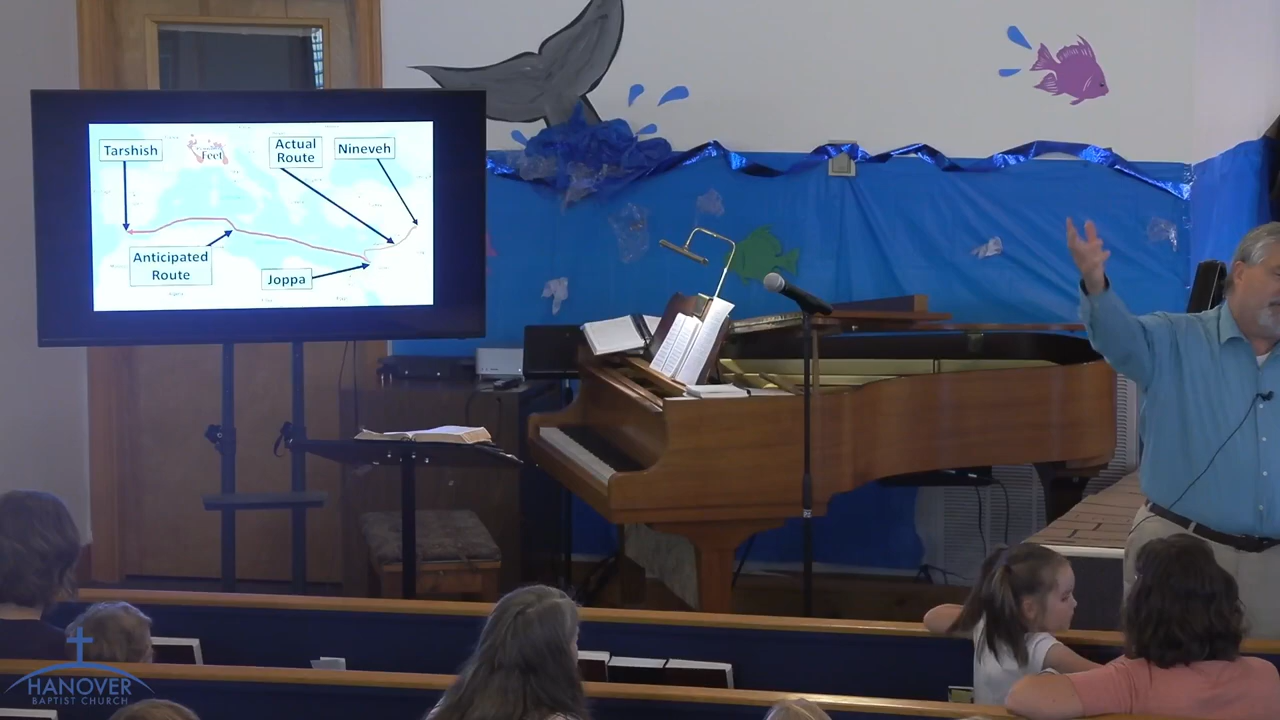 Tarshish
Feet
Actual
Route
Nineveh
Anticipated
Route
Joppa
HANOVER
BAPTIST CHURCH